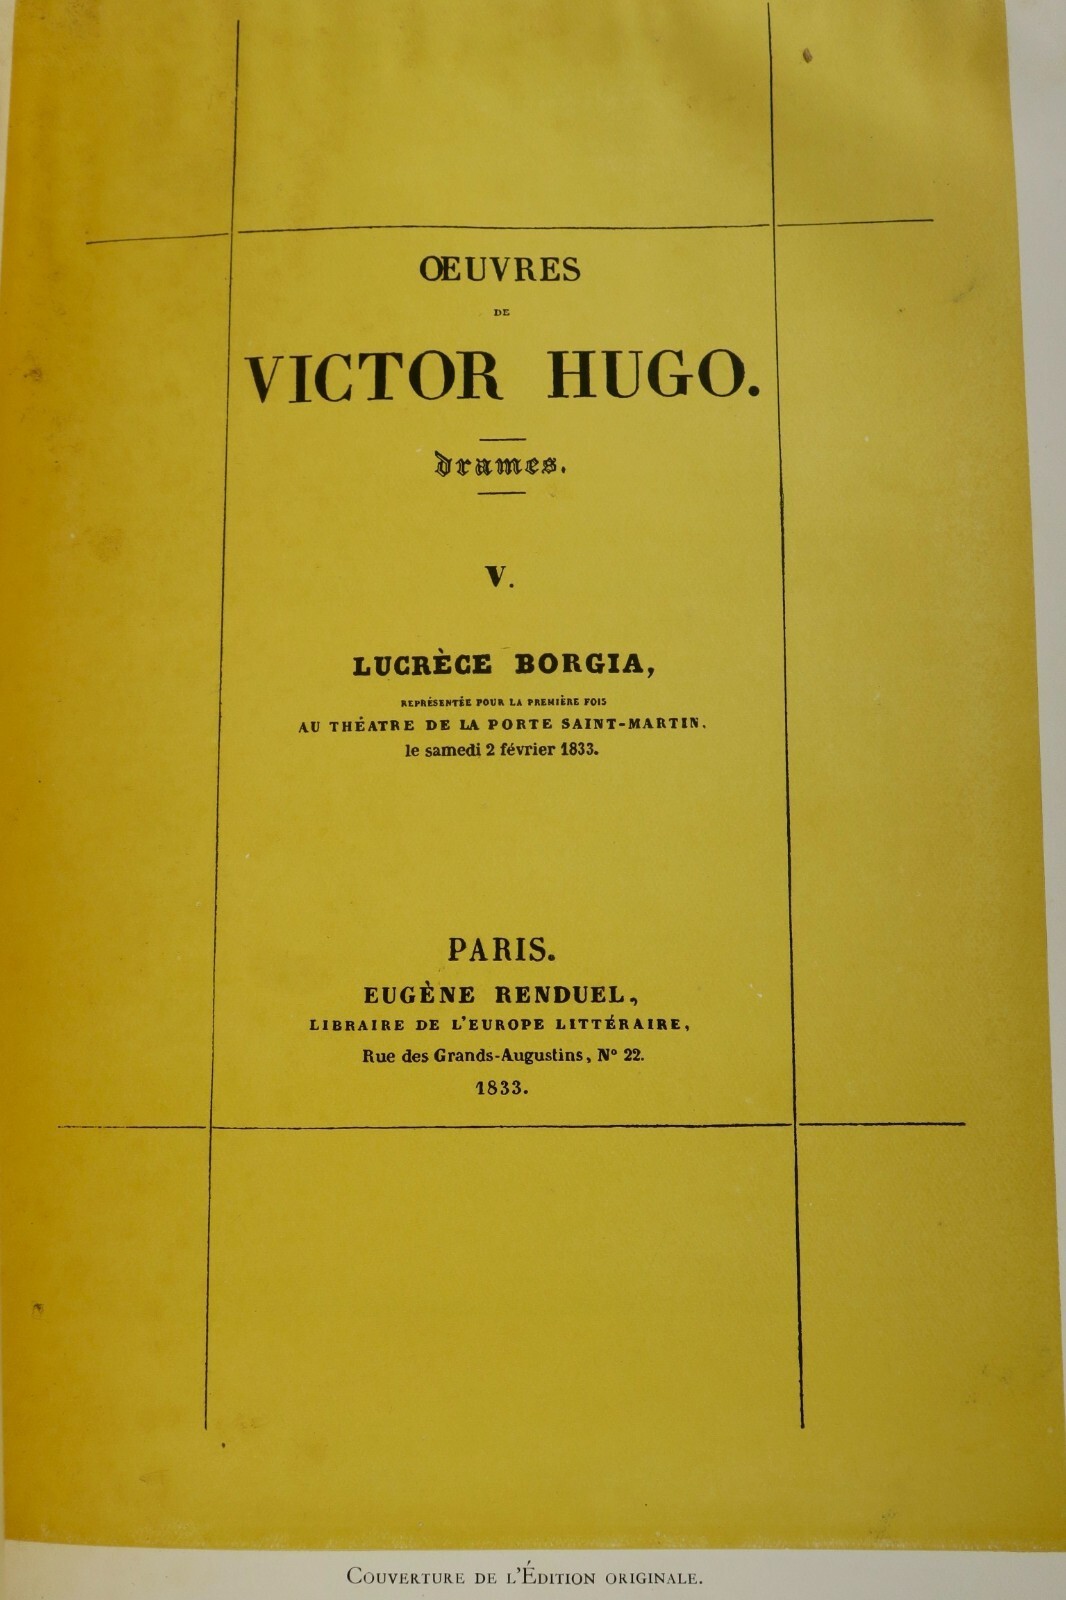 ŒUVRES
DE
VICTOR HUGO.
drames.
V.
LUCRÈCE BORGIA,
REPRÉSENTÉE POUR LA PREMIÈRE FOIS
AU THÉATRE DE LA PORTE SAINT-MARTIN,
le samedi 2 février 1833.
PARIS.
EUGÈNE RENDUEL,
LIBRAIRE DE L'EUROPE LITTÉRAIRE,
Rue des Grands-Augustins, Nº 22.
1833.
COUVERTURE DE L'ÉDITION ORIGINALE.